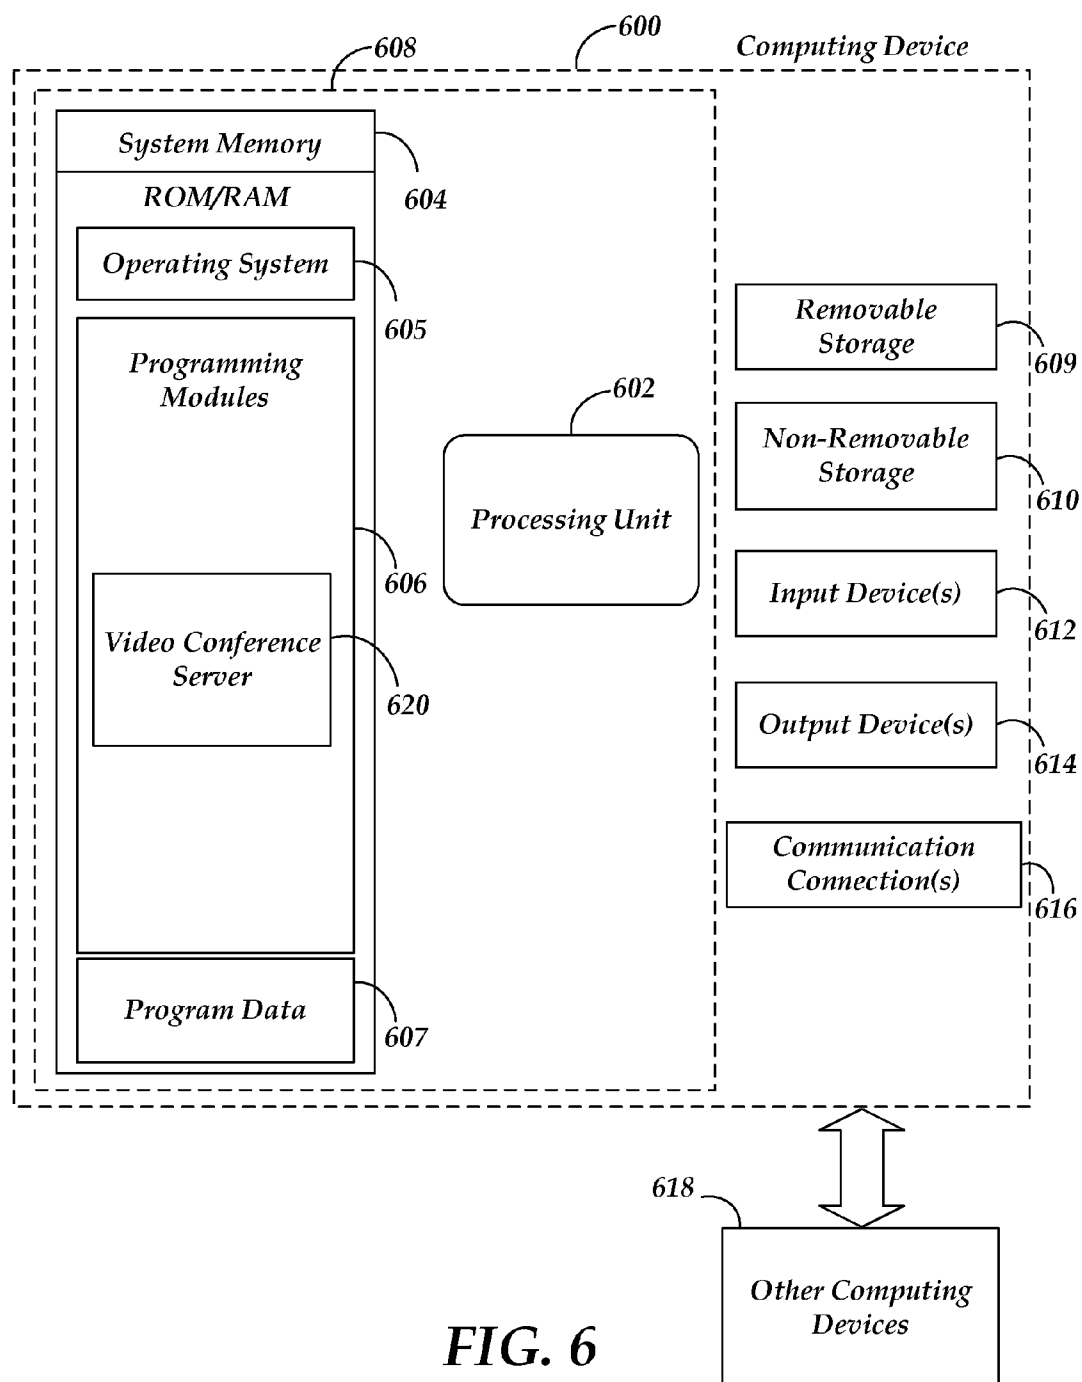 600
Computing Device
608
System Memory
604
ROM/RAM
Operating System
605
Programming
Modules
606
Video Conference
Server
620
Program Data
607
602
Processing Unit
Removable
Storage
609
Non-Removable
Storage
610
Input Device(s)
612
Output Device(s)
614
Communication
Connection(s)
616
618
Other Computing
Devices
FIG. 6